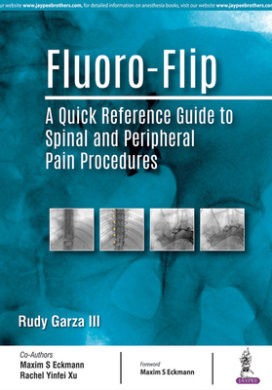 our website www.jaypeebrothers.com, for detailed information on anesthesia books, visit our website www.jaypeebrothers.com
Fluoro-Flip
A Quick Reference Guide to
Spinal and Peripheral
Pain Procedures
Rudy Garza III
Co-Authors
Maxim S Eckmann
Rachel Yinfei Xu
Foreword
Maxim S Eckmann
JAYPEE